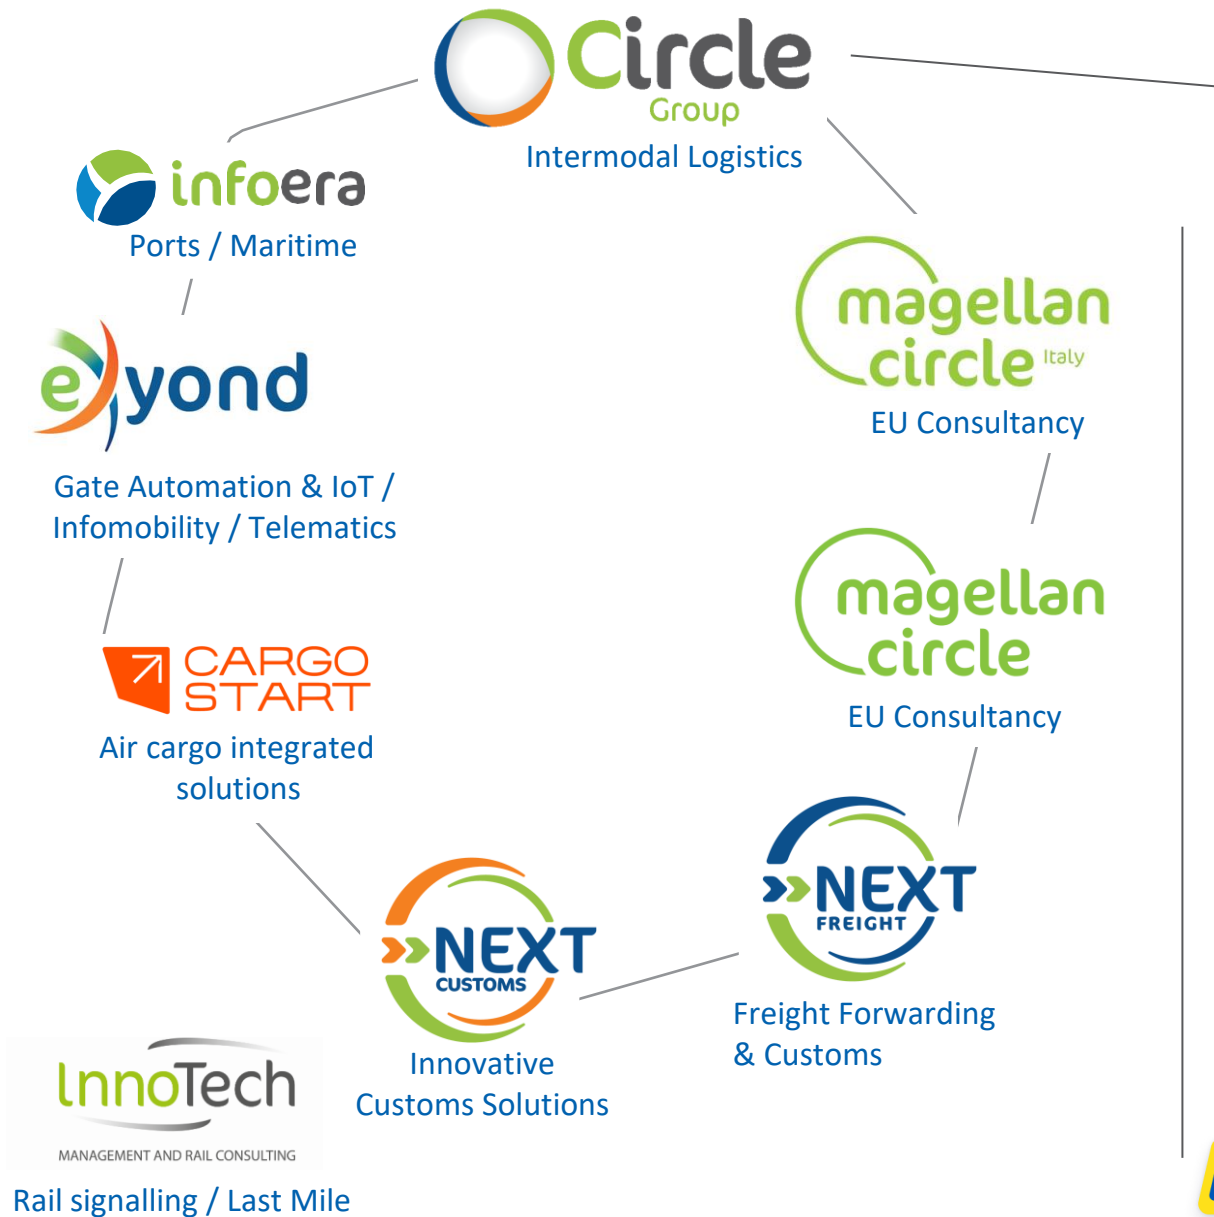 Circle
Group
Intermodal Logistics
infoera
Ports / Maritime
magellan
circle Italy
EU Consultancy
eXyond
Gate Automation & IoT /
Infomobility / Telematics
magellan
circle
EU Consultancy
CARGO
START
Air cargo integrated
solutions
NEXT
FREIGHT
Freight Forwarding
& Customs
NEXT
CUSTOMS
Innovative
Customs Solutions
InnoTech
MANAGEMENT AND RAIL CONSULTING
Rail signalling / Last Mile